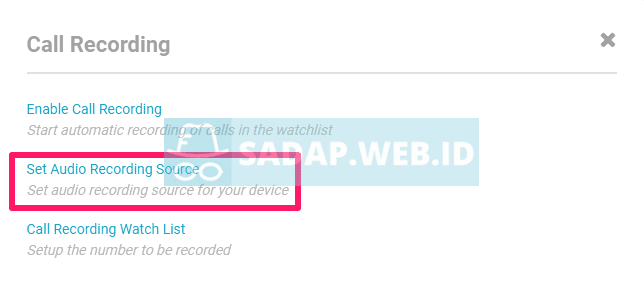 Call Recording
Enable Call Recording
Start automatic recording of calls in the watchlist
SADAP.WEB.ID
Set Audio Recording Source
Set audio recording source for your device
Call Recording Watch List
Setup the number to be recorded